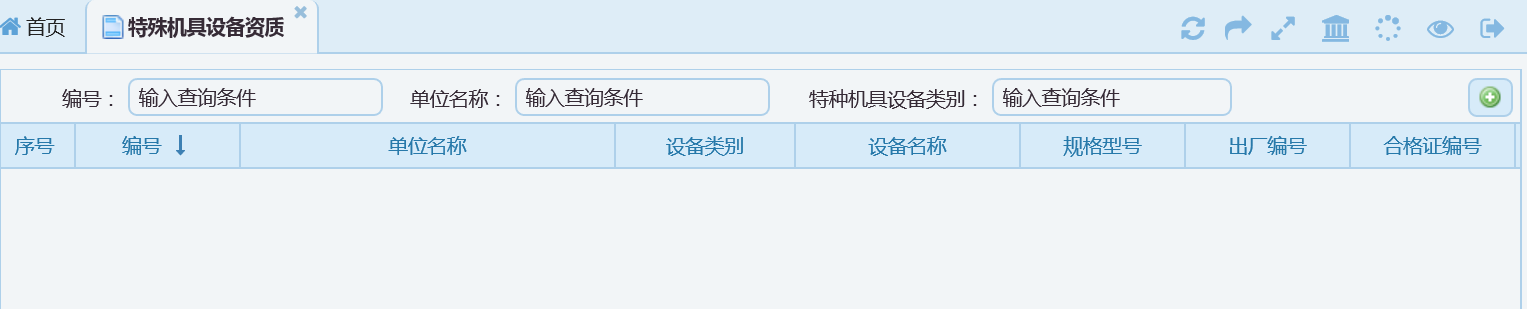 首页 特殊机具设备资质
编号： 输入查询条件 单位名称： 输入查询条件 特种机具设备类别： 输入查询条件
序号 编号 单位名称 设备类别 设备名称 规格型号 出厂编号 合格证编号